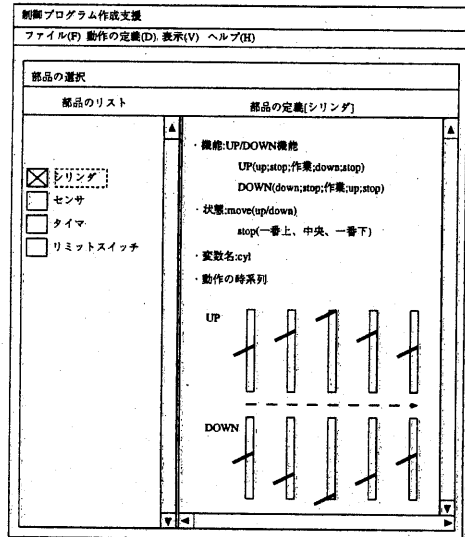 制御プログラム作成支援
ファイル(F) 動作の定義(D) 表示(V) ヘルプ(H)
部品の選択
部品のリスト
シリンダ
センサ
タイマ
リミットスイッチ
部品の定義[シリンダ]
・機能:UP/DOWN機能
UP(up;stop;作業;down;stop)
DOWN(down;stop;作業;up;stop)
・状態:move(up/down)
stop(一番上、中央、一番下)
・変数名:cyl
・動作の時系列
UP
DOWN